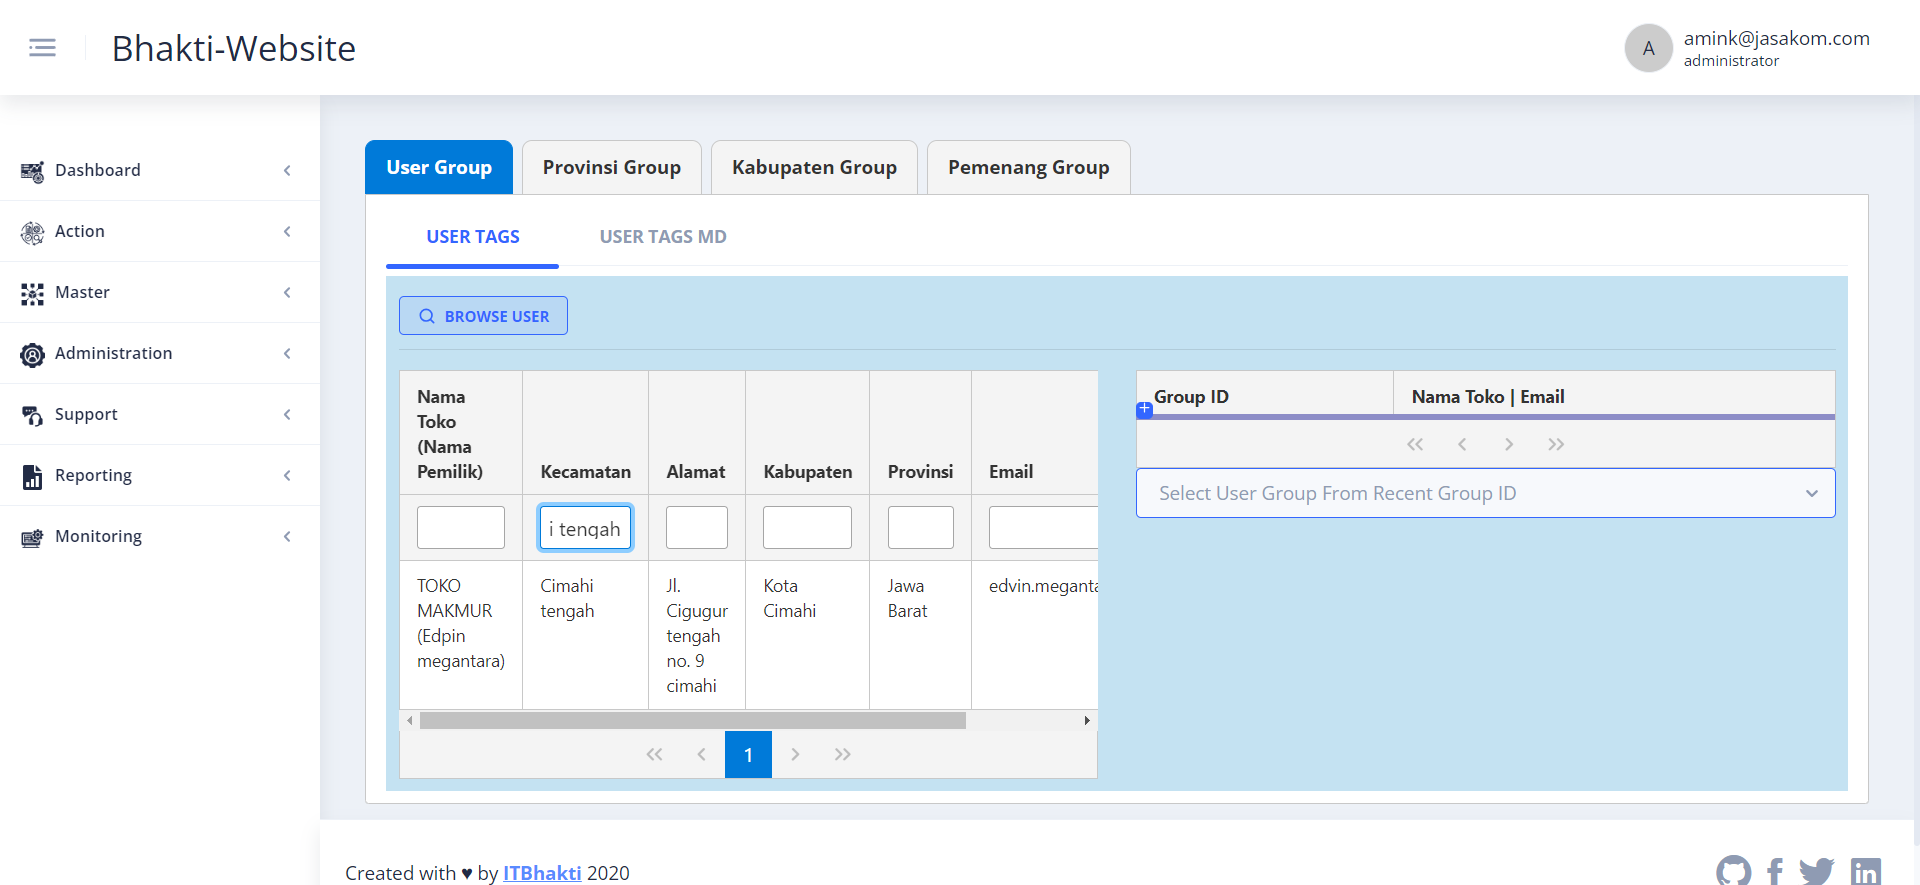 Bhakti-Website
A
amink@jasakom.com
administrator
Dashboard
Action
Master
Administration
Support
Reporting
Monitoring
User Group
Provinsi Group
Kabupaten Group
Pemenang Group
USER TAGS
USER TAGS MD
BROWSE USER
Nama
Toko
(Nama
Pemilik)
Kecamatan
Alamat
Kabupaten
Provinsi
Email
i tengah
TOKO
MAKMUR
(Edpin
megantara)
Cimahi
tengah
Jl.
Cigugur
tengah
no. 9
cimahi
Kota
Cimahi
Jawa
Barat
edvin.meganta
1
Group ID
Nama Toko | Email
Select User Group From Recent Group ID
Created with ♥ by ITBhakti 2020